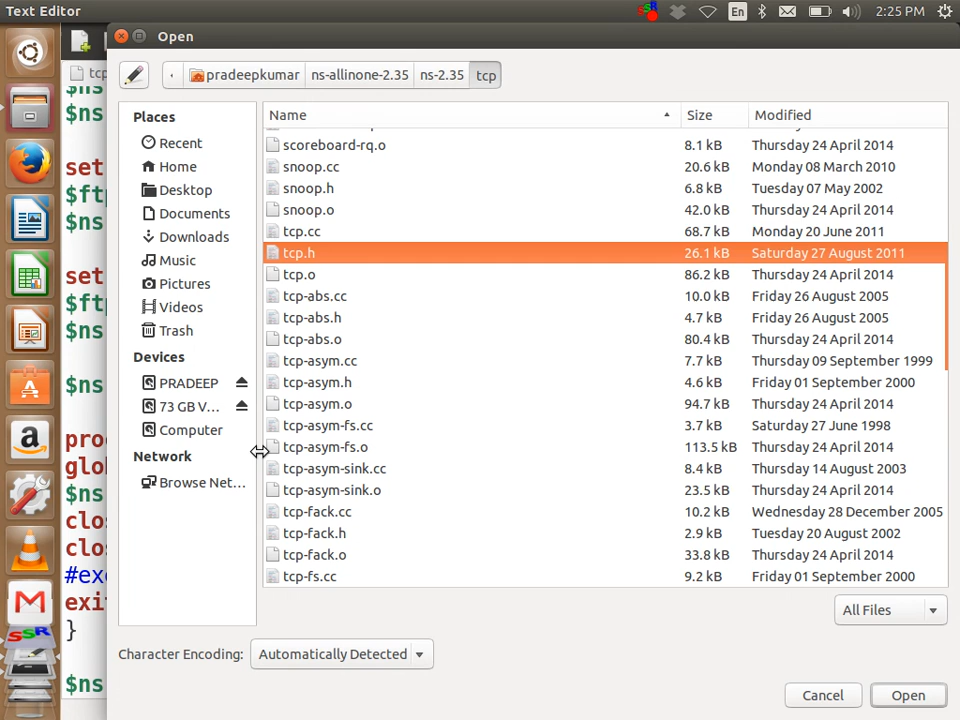 Text Editor
SSR
En
2:25 PM
Open
tcp
pradeepkumar
ns-allinone-2.35
ns-2.35
tcp
$ns
$ns
set
$ftp
$ns
set
$ftp
$ns
$ns
$ns
clo
clo
#exe
exit
}
$ns
SSR
Places
Recent
Home
Desktop
Documents
Downloads
Music
Pictures
Videos
Trash
Devices
PRADEEP
73 GB V...
Computer
Network
Browse Net...
Name Size Modified
scoreboard-rq.o 8.1 kB Thursday 24 April 2014
snoop.cc 20.6 kB Monday 08 March 2010
snoop.h 6.8 kB Tuesday 07 May 2002
snoop.o 42.0 kB Thursday 24 April 2014
tcp.cc 68.7 kB Monday 20 June 2011
tcp.h 26.1 kB Saturday 27 August 2011
tcp.o 86.2 kB Thursday 24 April 2014
tcp-abs.cc 10.0 kB Friday 26 August 2005
tcp-abs.h 4.7 kB Friday 26 August 2005
tcp-abs.o 80.4 kB Thursday 24 April 2014
tcp-asym.cc 7.7 kB Thursday 09 September 1999
tcp-asym.h 4.6 kB Friday 01 September 2000
tcp-asym.o 94.7 kB Thursday 24 April 2014
tcp-asym-fs.cc 3.7 kB Saturday 27 June 1998
tcp-asym-fs.o 113.5 kB Thursday 24 April 2014
tcp-asym-sink.cc 8.4 kB Thursday 14 August 2003
tcp-asym-sink.o 23.5 kB Thursday 24 April 2014
tcp-fack.cc 10.2 kB Wednesday 28 December 2005
tcp-fack.h 2.9 kB Tuesday 20 August 2002
tcp-fack.o 33.8 kB Thursday 24 April 2014
tcp-fs.cc 9.2 kB Friday 01 September 2000
All Files
Character Encoding: Automatically Detected
Cancel Open